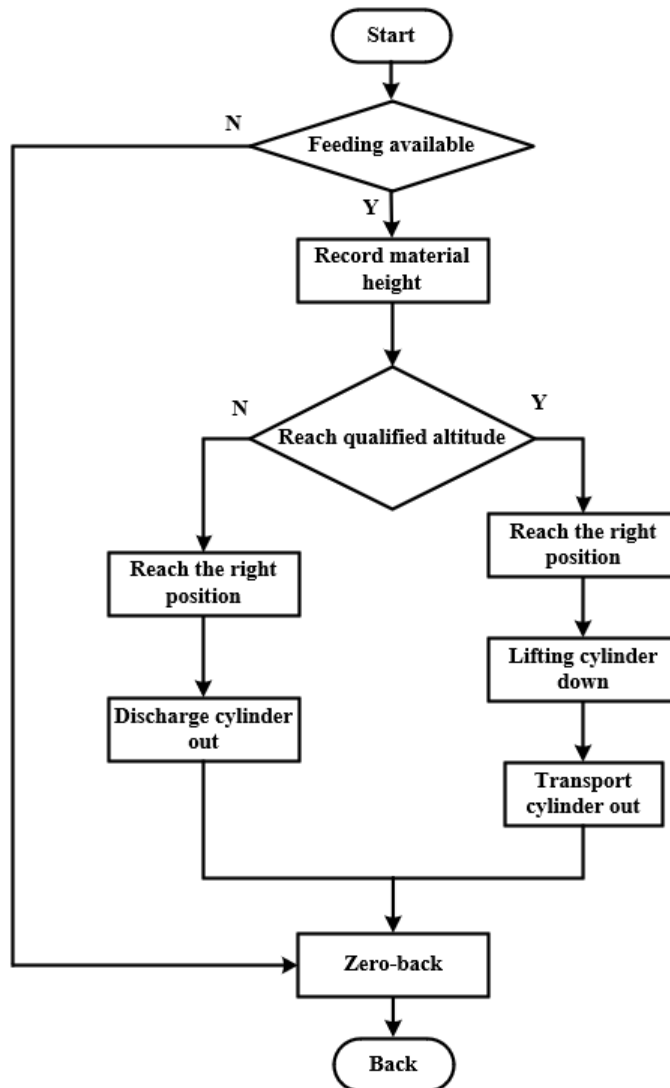 Start
N
Feeding available
Y
Record material
height
N
Y
Reach qualified altitude
Reach the right
position
Reach the right
position
Lifting cylinder
down
Discharge cylinder
out
Transport
cylinder out
Zero-back
Back